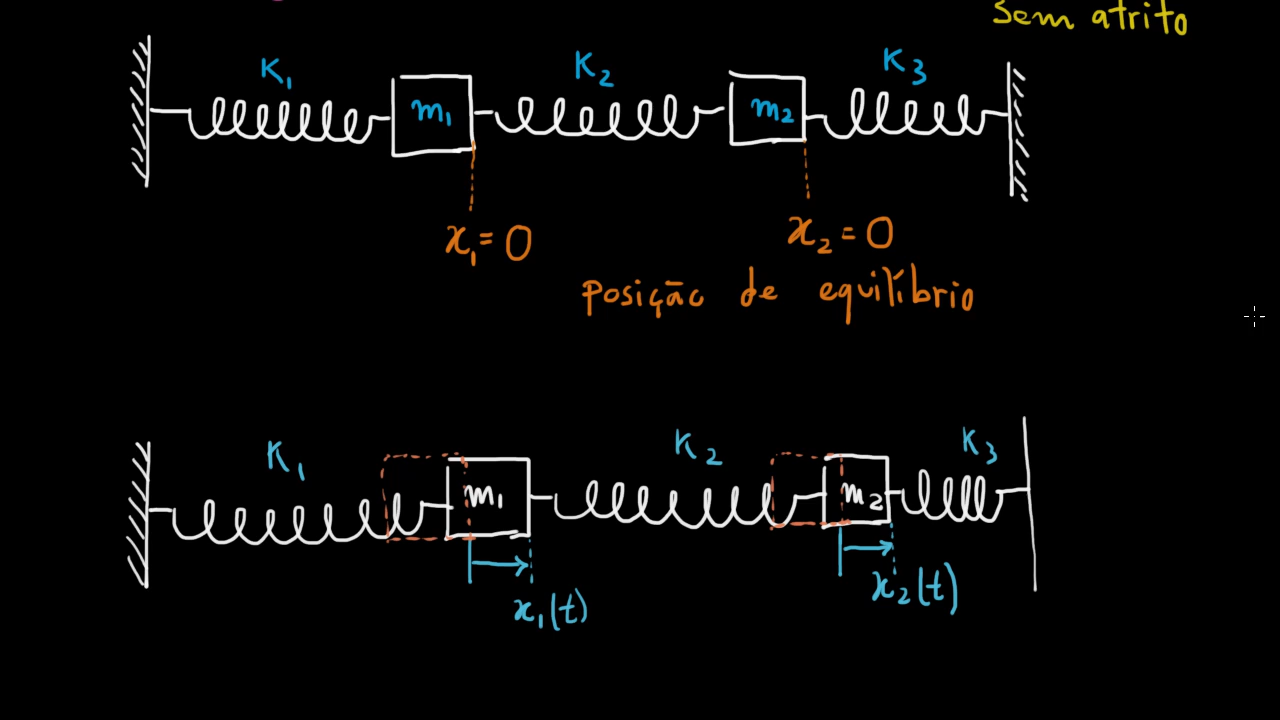 sem atrito
K₁ K₂ K₃
m₁ m₂
x₁ = 0 x₂ = 0
posição de equilíbrio
K₁ K₂ K₃
m₁ m₂
x₁(t) x₂(t)